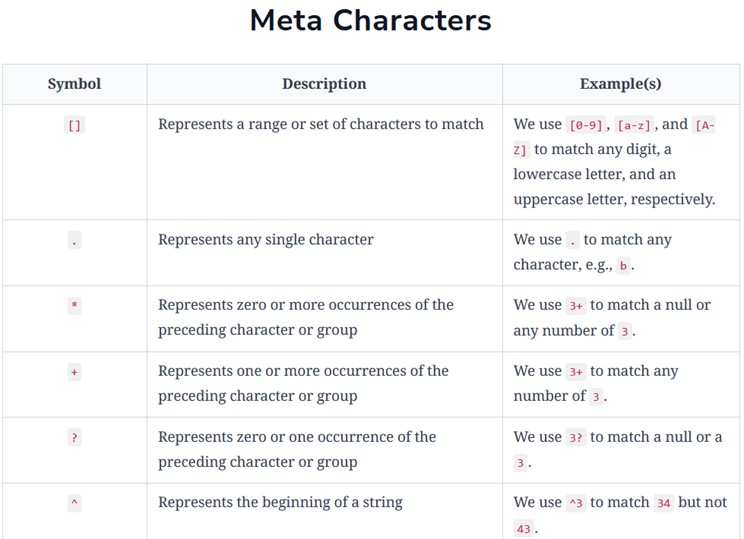 Meta Characters
Symbol Description Example(s)
[] Represents a range or set of characters to match We use [0-9], [a-z], and [A-
Z] to match any digit, a
lowercase letter, and an
uppercase letter, respectively.
. Represents any single character We use . to match any
character, e.g., b.
* Represents zero or more occurrences of the We use 3+ to match a null or
preceding character or group any number of 3.
+ Represents one or more occurrences of the We use 3+ to match any
preceding character or group number of 3.
? Represents zero or one occurrence of the We use 3? to match a null or a
preceding character or group 3.
^ Represents the beginning of a string We use ^3 to match 34 but not
43.